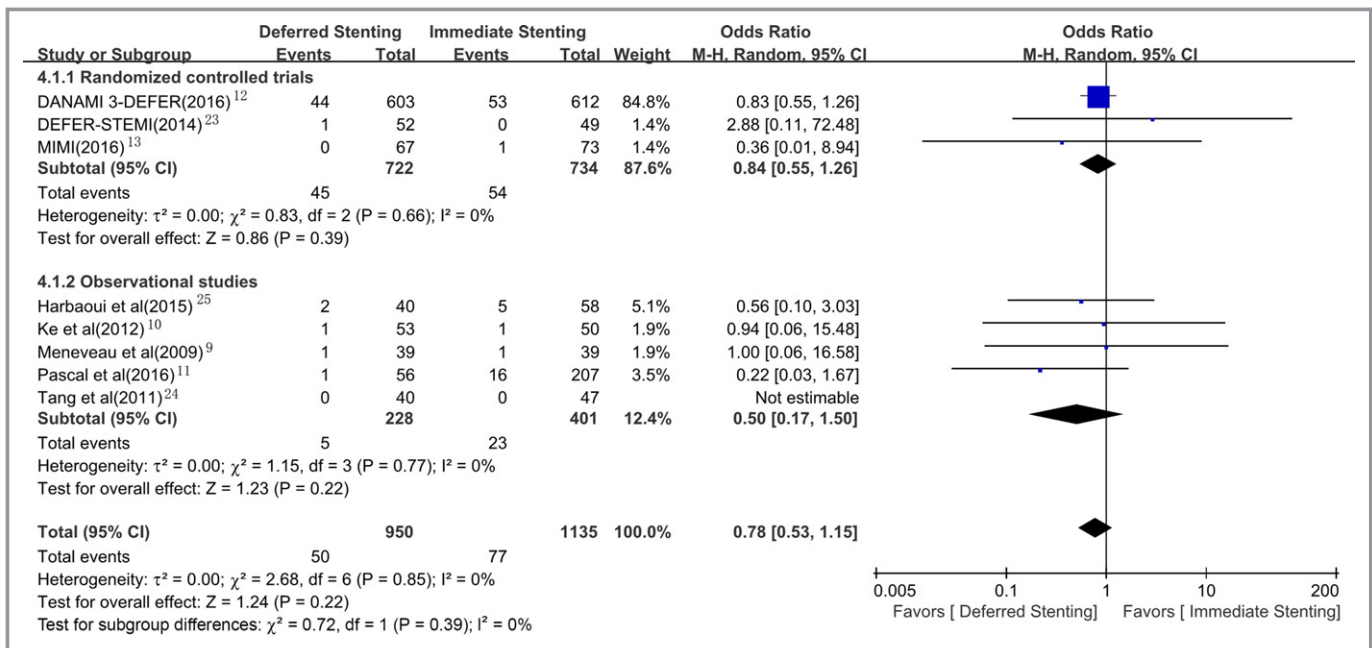 Deferred Stenting Immediate Stenting Odds Ratio Odds Ratio
Study or Subgroup Events Total Events Total Weight M-H, Random, 95% CI M-H, Random, 95% CI
4.1.1 Randomized controlled trials
DANAMI 3-DEFER(2016)12 44 603 53 612 84.8% 0.83 [0.55, 1.26]
DEFER-STEMI(2014)23 1 52 0 49 1.4% 2.88 [0.11, 72.48]
MIMI(2016)13 0 67 1 73 1.4% 0.36 [0.01, 8.94]
Subtotal (95% CI) 722 734 87.6% 0.84 [0.55, 1.26]
Total events 45 54
Heterogeneity: τ² = 0.00; χ² = 0.83, df = 2 (P = 0.66); I² = 0%
Test for overall effect: Z = 0.86 (P = 0.39)
4.1.2 Observational studies
Harbaoui et al(2015)25 2 40 5 58 5.1% 0.56 [0.10, 3.03]
Ke et al(2012)10 1 53 1 50 1.9% 0.94 [0.06, 15.48]
Meneveau et al(2009)9 1 39 1 39 1.9% 1.00 [0.06, 16.58]
Pascal et al(2016)11 1 56 16 207 3.5% 0.22 [0.03, 1.67]
Tang et al(2011)24 0 40 0 47 Not estimable
Subtotal (95% CI) 228 401 12.4% 0.50 [0.17, 1.50]
Total events 5 23
Heterogeneity: τ² = 0.00; χ² = 1.15, df = 3 (P = 0.77); I² = 0%
Test for overall effect: Z = 1.23 (P = 0.22)
Total (95% CI) 950 1135 100.0% 0.78 [0.53, 1.15]
Total events 50 77
Heterogeneity: τ² = 0.00; χ² = 2.68, df = 6 (P = 0.85); I² = 0%
Test for overall effect: Z = 1.24 (P = 0.22)
Test for subgroup differences: χ² = 0.72, df = 1 (P = 0.39); I² = 0%
0.005 0.1 1 10 200
Favors [ Deferred Stenting] Favors [ Immediate Stenting]